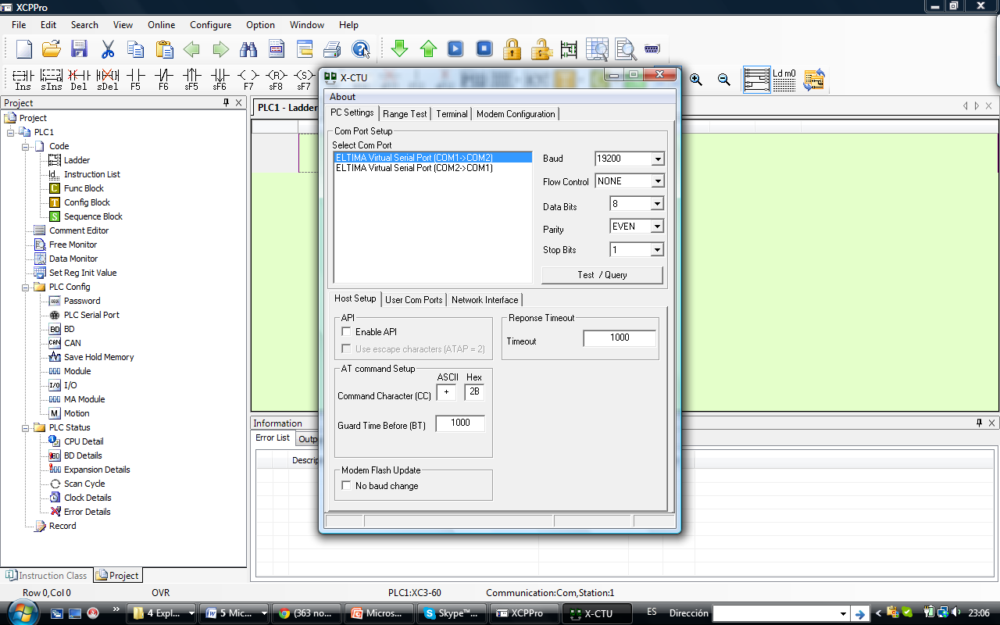 XCPPro
File Edit Search View Online Configure Option Window Help
Ins sIns Del sDel F5 F6 sF5 sF6 F7 sF8 sF7
Ld m0
Project
Project
PLC1
Code
Ladder
Instruction List
Func Block
Config Block
Sequence Block
Comment Editor
Free Monitor
Data Monitor
Set Reg Init Value
PLC Config
Password
PLC Serial Port
BD
CAN
Save Hold Memory
Module
I/O
MA Module
Motion
PLC Status
CPU Detail
BD Details
Expansion Details
Scan Cycle
Clock Details
Error Details
Record
Instruction Class Project
PLC1 - Ladder
X-CTU
About
PC Settings Range Test Terminal Modem Configuration
Com Port Setup
Select Com Port
ELTIMA Virtual Serial Port (COM1->COM2)
ELTIMA Virtual Serial Port (COM2->COM1)
Baud 19200
Flow Control NONE
Data Bits 8
Parity EVEN
Stop Bits 1
Test / Query
Host Setup User Com Ports Network Interface
API
Enable API
Use escape characters (ATAP = 2)
Reponse Timeout
Timeout 1000
AT command Setup
ASCII Hex
Command Character (CC) + 2B
Guard Time Before (BT) 1000
Modem Flash Update
No baud change
Information
Error List Outp
Descrip
Row 0,Col 0 OVR PLC1:XC3-60 Communication:Com,Station:1
4 Expl... 5 Mic... (363 no... Micros... Skype™... XCPPro X-CTU ES Dirección 23:06